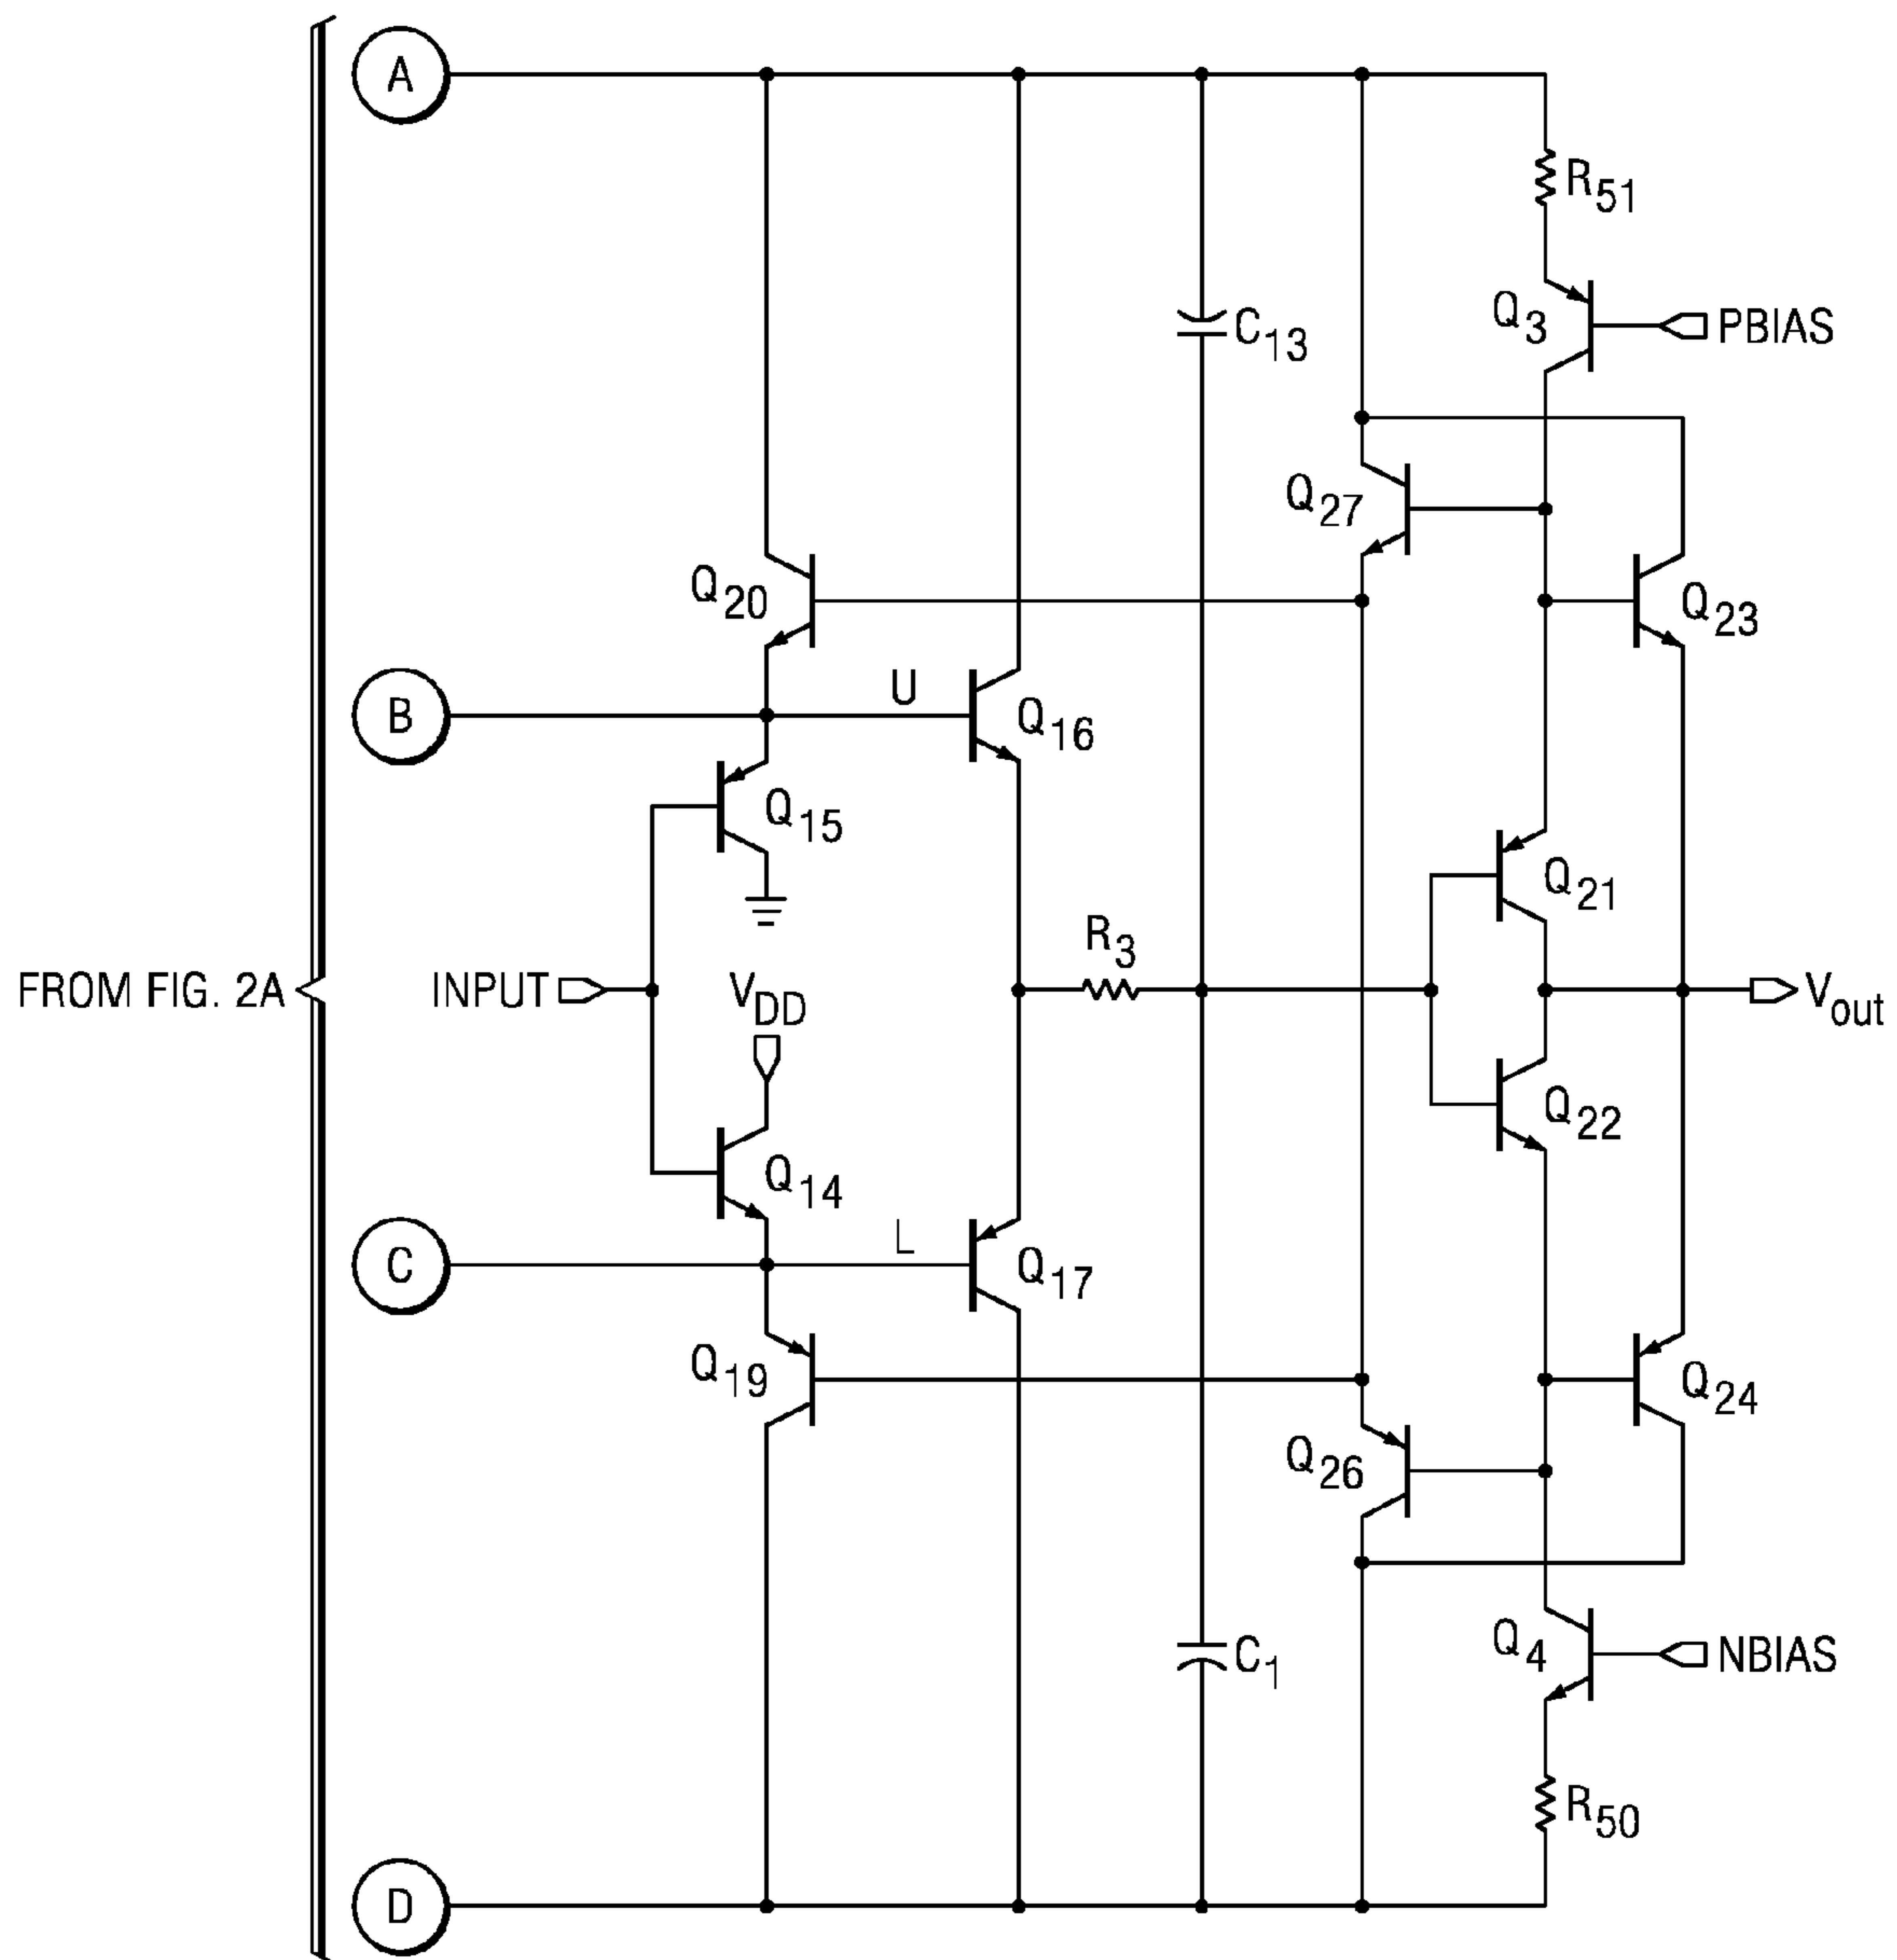 A
R51
Q3
PBIAS
C13
Q27
Q20
Q23
U
B
Q16
Q15
Q21
R3
FROM FIG. 2A
INPUT
VDD
Vout
Q22
Q14
L
C
Q17
Q19
Q24
Q26
Q4
NBIAS
C1
R50
D